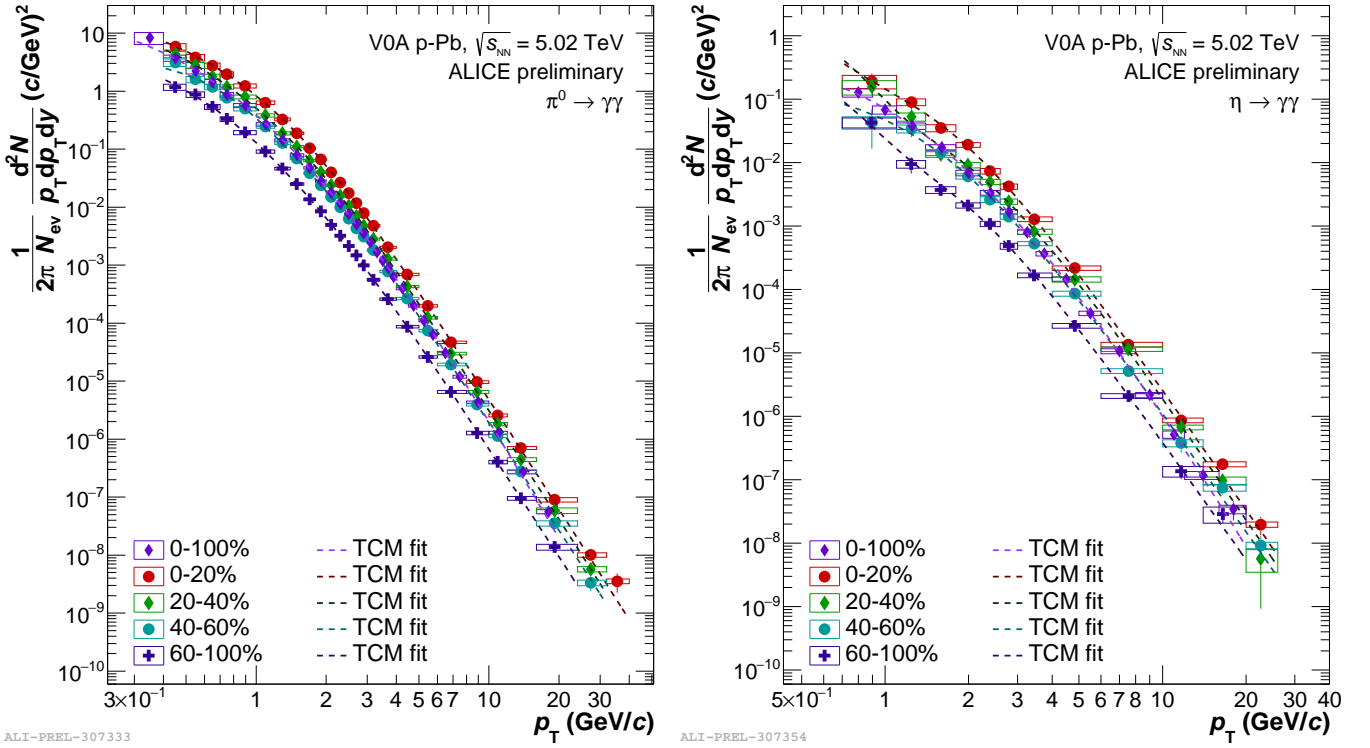 V0A p-Pb, √s_NN = 5.02 TeV
ALICE preliminary
π⁰ → γγ
1/(2π N_ev) d²N/(p_T dp_T dy) (c/GeV)²
10
1
10⁻¹
10⁻²
10⁻³
10⁻⁴
10⁻⁵
10⁻⁶
10⁻⁷
10⁻⁸
10⁻⁹
10⁻¹⁰
0-100% TCM fit
0-20% TCM fit
20-40% TCM fit
40-60% TCM fit
60-100% TCM fit
3×10⁻¹ 1 2 3 4 5 6 7 10 20 30
p_T (GeV/c)
ALI-PREL-307333
V0A p-Pb, √s_NN = 5.02 TeV
ALICE preliminary
η → γγ
1/(2π N_ev) d²N/(p_T dp_T dy) (c/GeV)²
10
1
10⁻¹
10⁻²
10⁻³
10⁻⁴
10⁻⁵
10⁻⁶
10⁻⁷
10⁻⁸
10⁻⁹
10⁻¹⁰
0-100% TCM fit
0-20% TCM fit
20-40% TCM fit
40-60% TCM fit
60-100% TCM fit
5×10⁻¹ 1 2 3 4 5 6 7 8 10 20 30 40
p_T (GeV/c)
ALI-PREL-307354